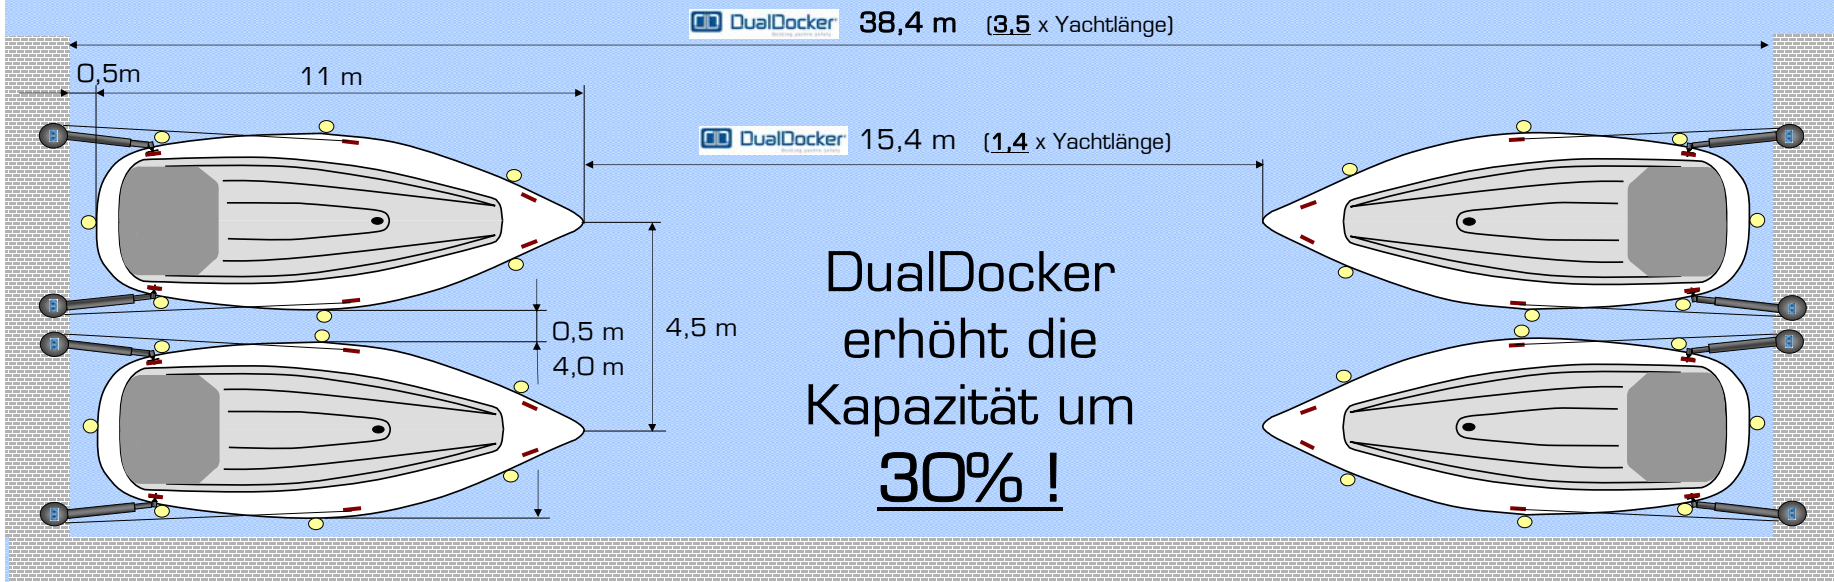 DualDocker 38,4 m (3,5 x Yachtlänge)
0,5m
11 m
DualDocker 15,4 m (1,4 x Yachtlänge)
0,5 m
4,0 m
4,5 m
DualDocker
erhöht die
Kapazität um
30% !